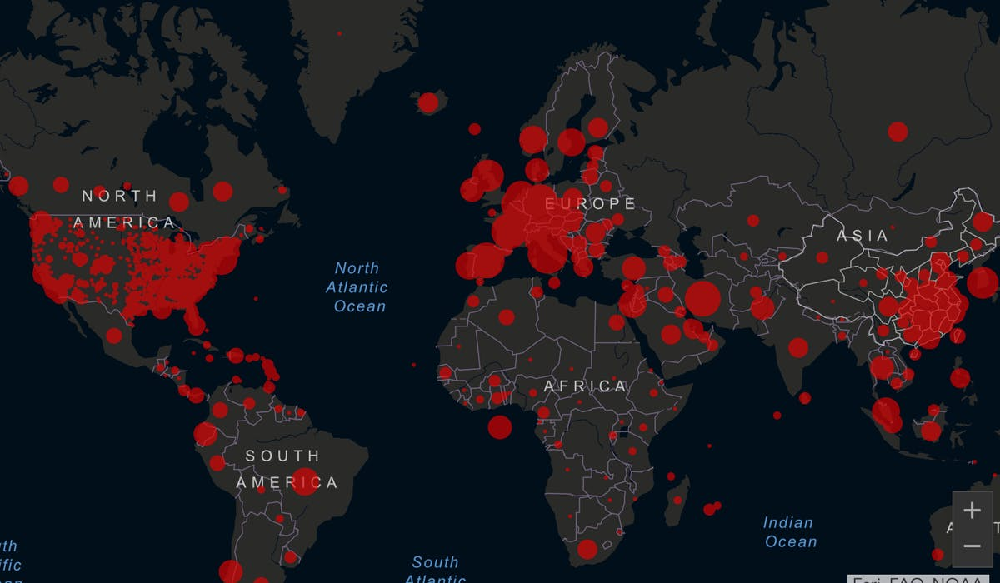 NORTH
AMERICA
EUROPE
ASIA
North
Atlantic
Ocean
AFRICA
SOUTH
AMERICA
Indian
Ocean
South
Atlantic
+
−